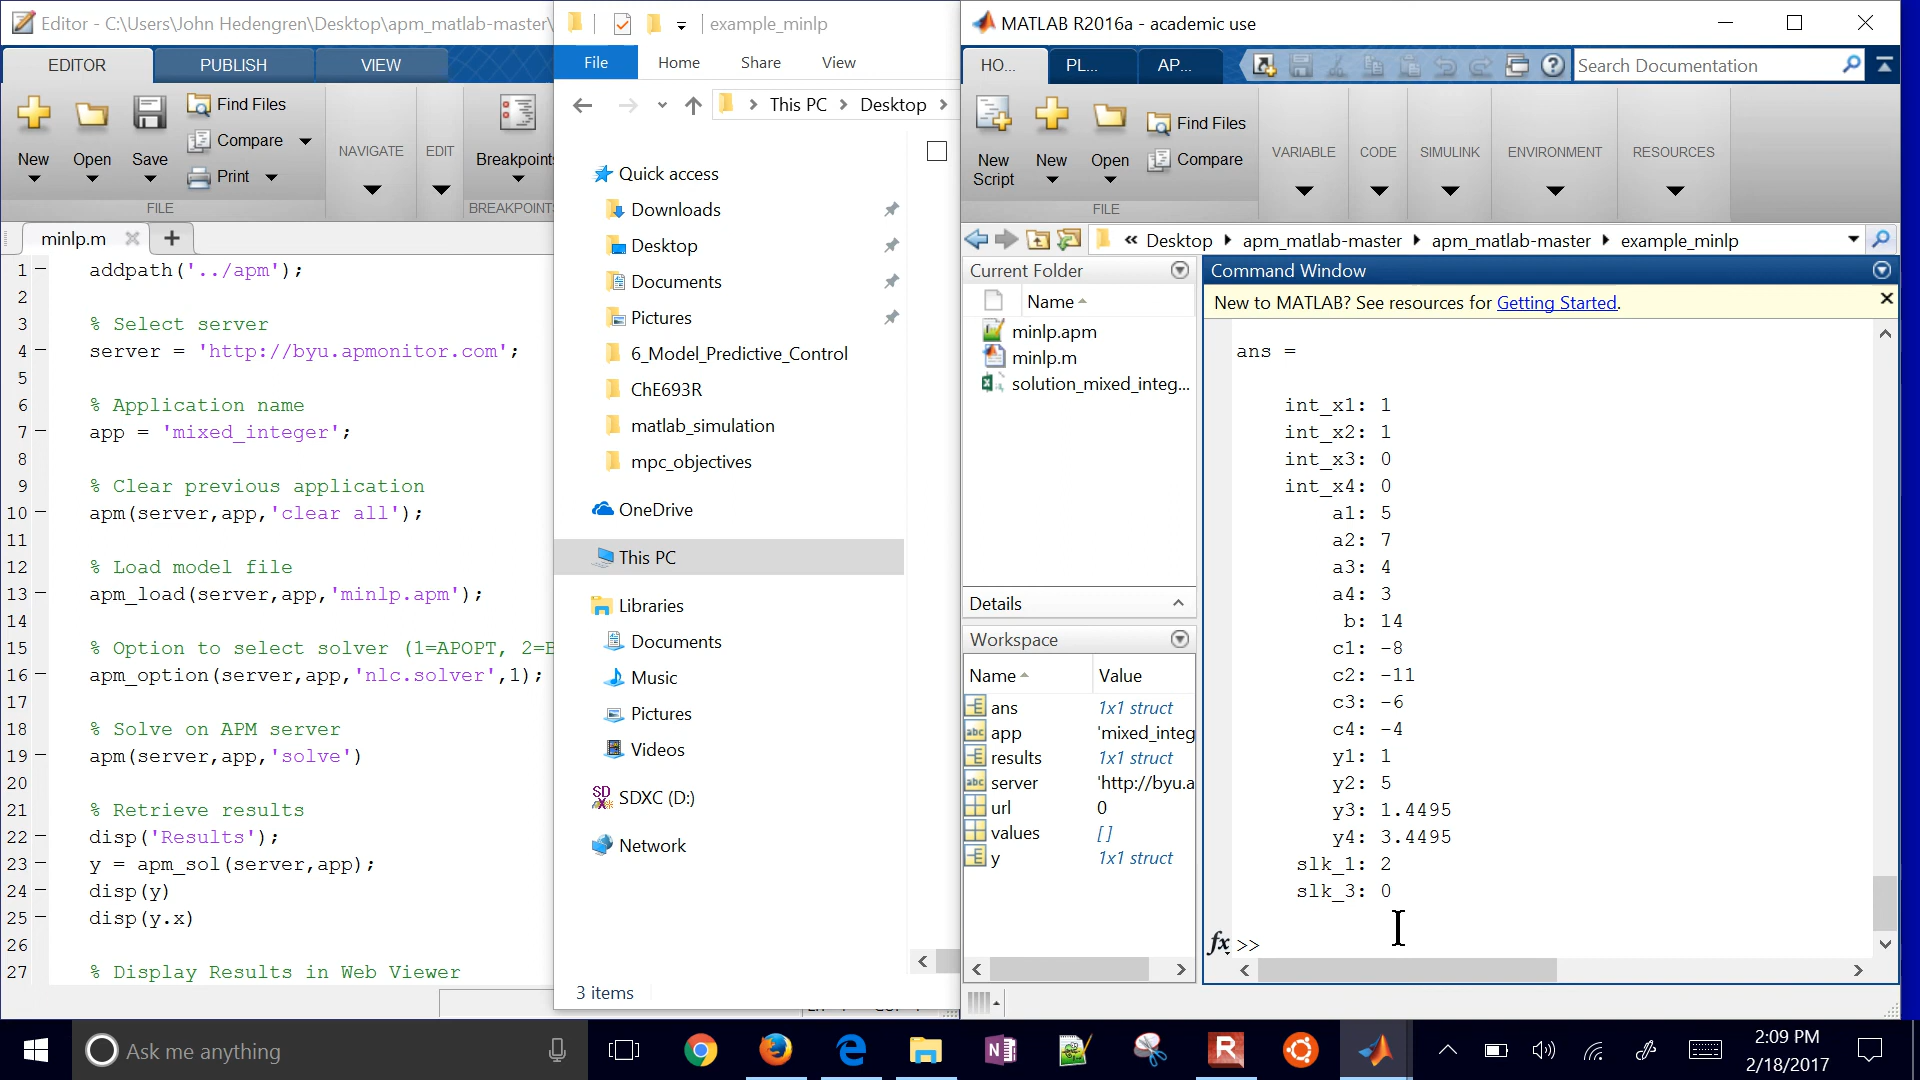 Editor - C:\Users\John Hedengren\Desktop\apm_matlab-master\
EDITOR
PUBLISH
VIEW
New
Open
Save
Find Files
Compare
Print
NAVIGATE
EDIT
Breakpoints
FILE
BREAKPOINTS
minlp.m
1 addpath('../apm');
2
3 % Select server
4 server = 'http://byu.apmonitor.com';
5
6 % Application name
7 app = 'mixed_integer';
8
9 % Clear previous application
10 apm(server,app,'clear all');
11
12 % Load model file
13 apm_load(server,app,'minlp.apm');
14
15 % Option to select solver (1=APOPT, 2=
16 apm_option(server,app,'nlc.solver',1);
17
18 % Solve on APM server
19 apm(server,app,'solve')
20
21 % Retrieve results
22 disp('Results');
23 y = apm_sol(server,app);
24 disp(y)
25 disp(y.x)
26
27 % Display Results in Web Viewer
example_minlp
File
Home
Share
View
This PC
Desktop
Quick access
Downloads
Desktop
Documents
Pictures
6_Model_Predictive_Control
ChE693R
matlab_simulation
mpc_objectives
OneDrive
This PC
Libraries
Documents
Music
Pictures
Videos
SDXC (D:)
Network
3 items
MATLAB R2016a - academic use
HO...
PL...
AP...
Search Documentation
New Script
New
Open
Find Files
Compare
VARIABLE
CODE
SIMULINK
ENVIRONMENT
RESOURCES
FILE
« Desktop
apm_matlab-master
apm_matlab-master
example_minlp
Current Folder
Name
minlp.apm
minlp.m
solution_mixed_integ...
Details
Workspace
Name Value
ans 1x1 struct
app 'mixed_integ
results 1x1 struct
server 'http://byu.a
url 0
values []
y 1x1 struct
Command Window
New to MATLAB? See resources for Getting Started.
ans =
int_x1: 1
int_x2: 1
int_x3: 0
int_x4: 0
a1: 5
a2: 7
a3: 4
a4: 3
b: 14
c1: -8
c2: -11
c3: -6
c4: -4
y1: 1
y2: 5
y3: 1.4495
y4: 3.4495
slk_1: 2
slk_3: 0
fx >>
Ask me anything
2:09 PM
2/18/2017